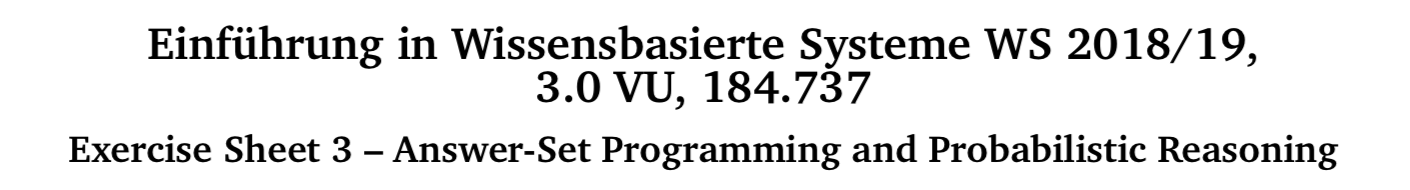 Einführung in Wissensbasierte Systeme WS 2018/19,
3.0 VU, 184.737
Exercise Sheet 3 – Answer-Set Programming and Probabilistic Reasoning